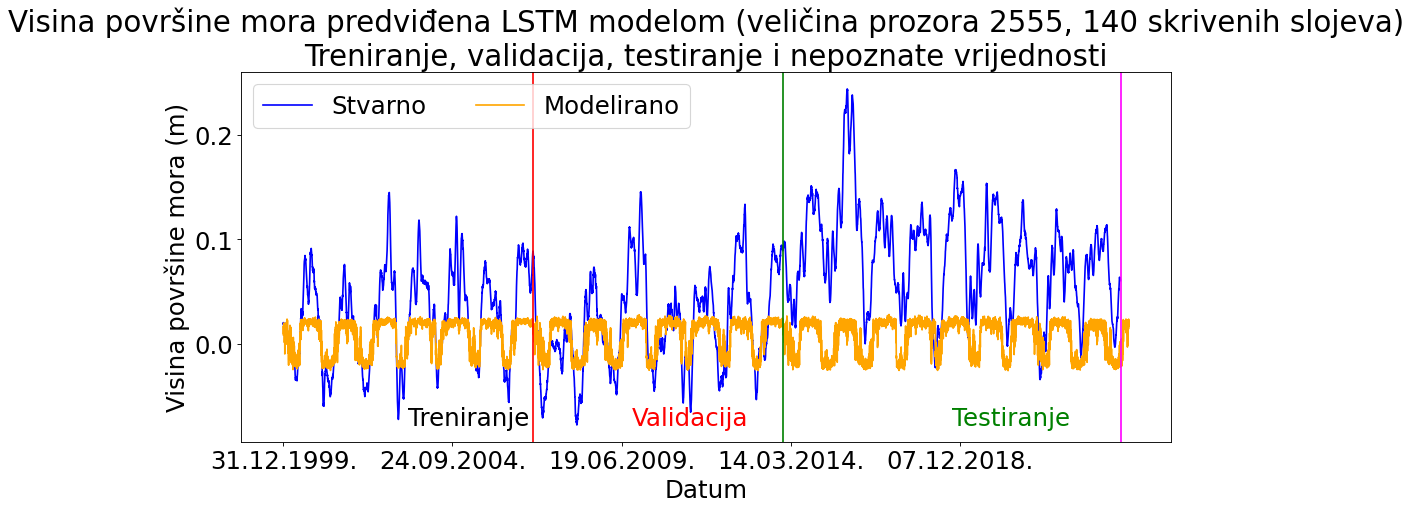 Visina površine mora predviđena LSTM modelom (veličina prozora 2555, 140 skrivenih slojeva)
Treniranje, validacija, testiranje i nepoznate vrijednosti
Stvarno
Modelirano
Visina površine mora (m)
0.2
0.1
0.0
Treniranje
Validacija
Testiranje
31.12.1999.
24.09.2004.
19.06.2009.
14.03.2014.
07.12.2018.
Datum